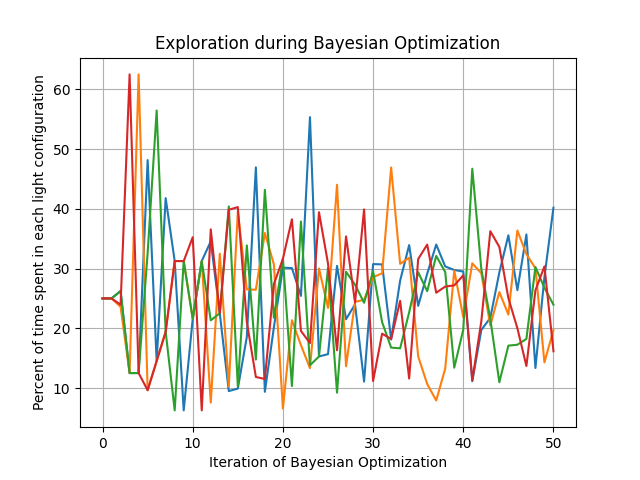 Exploration during Bayesian Optimization
Percent of time spent in each light configuration
60
50
40
30
20
10
0 10 20 30 40 50
Iteration of Bayesian Optimization